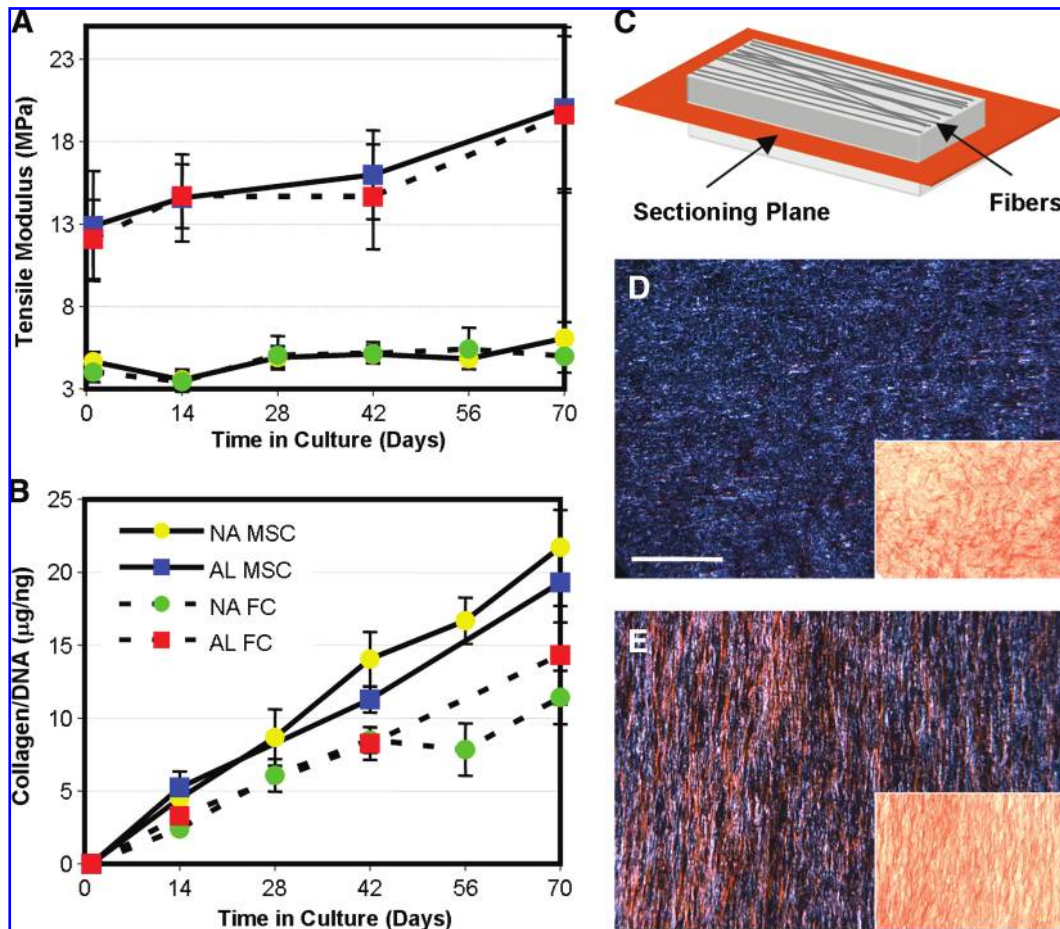 A
Tensile Modulus (MPa)
23
18
13
8
3
0 14 28 42 56 70
Time in Culture (Days)
B
Collagen/DNA (µg/ng)
25
20
15
10
5
0
NA MSC
AL MSC
NA FC
AL FC
0 14 28 42 56 70
Time in Culture (Days)
C
Sectioning Plane
Fibers
D
E